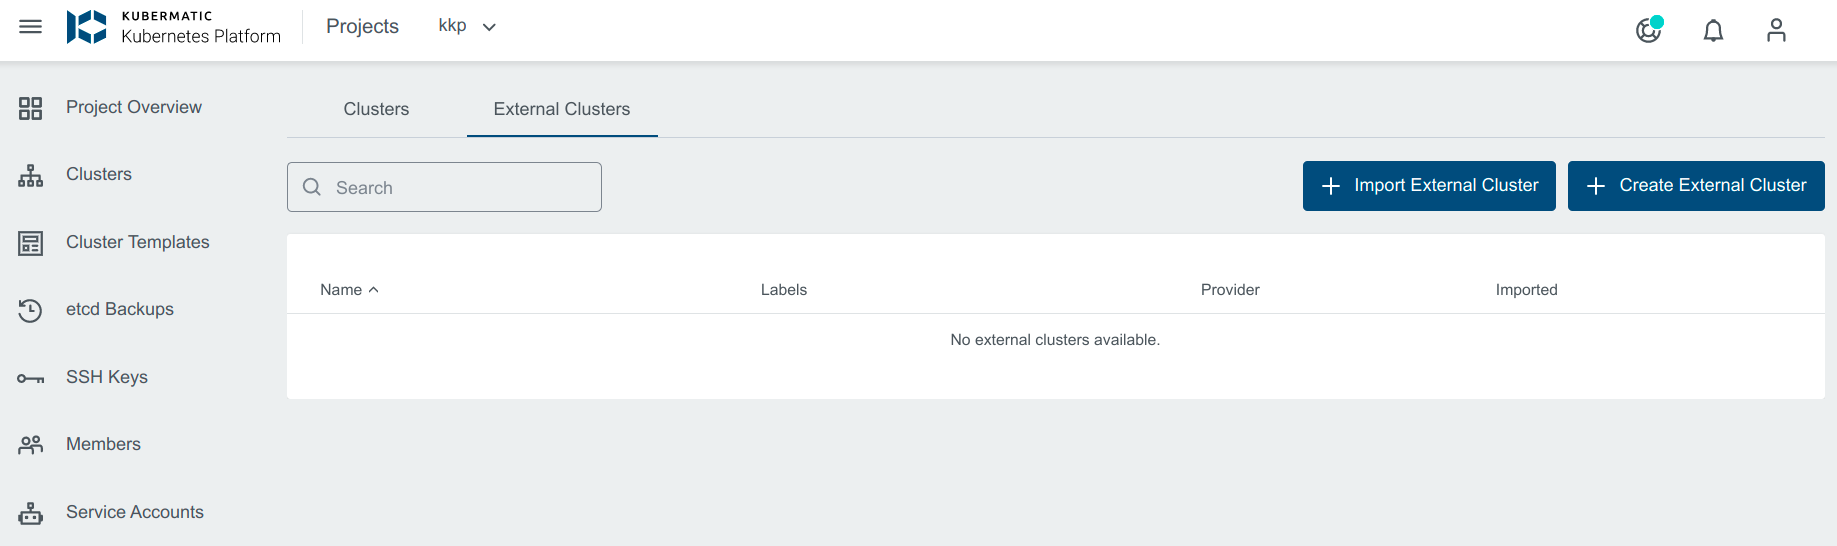 KUBERMATIC
Kubernetes Platform
Projects
kkp
Project Overview
Clusters
Cluster Templates
etcd Backups
SSH Keys
Members
Service Accounts
Clusters
External Clusters
Search
Import External Cluster
Create External Cluster
Name
Labels
Provider
Imported
No external clusters available.